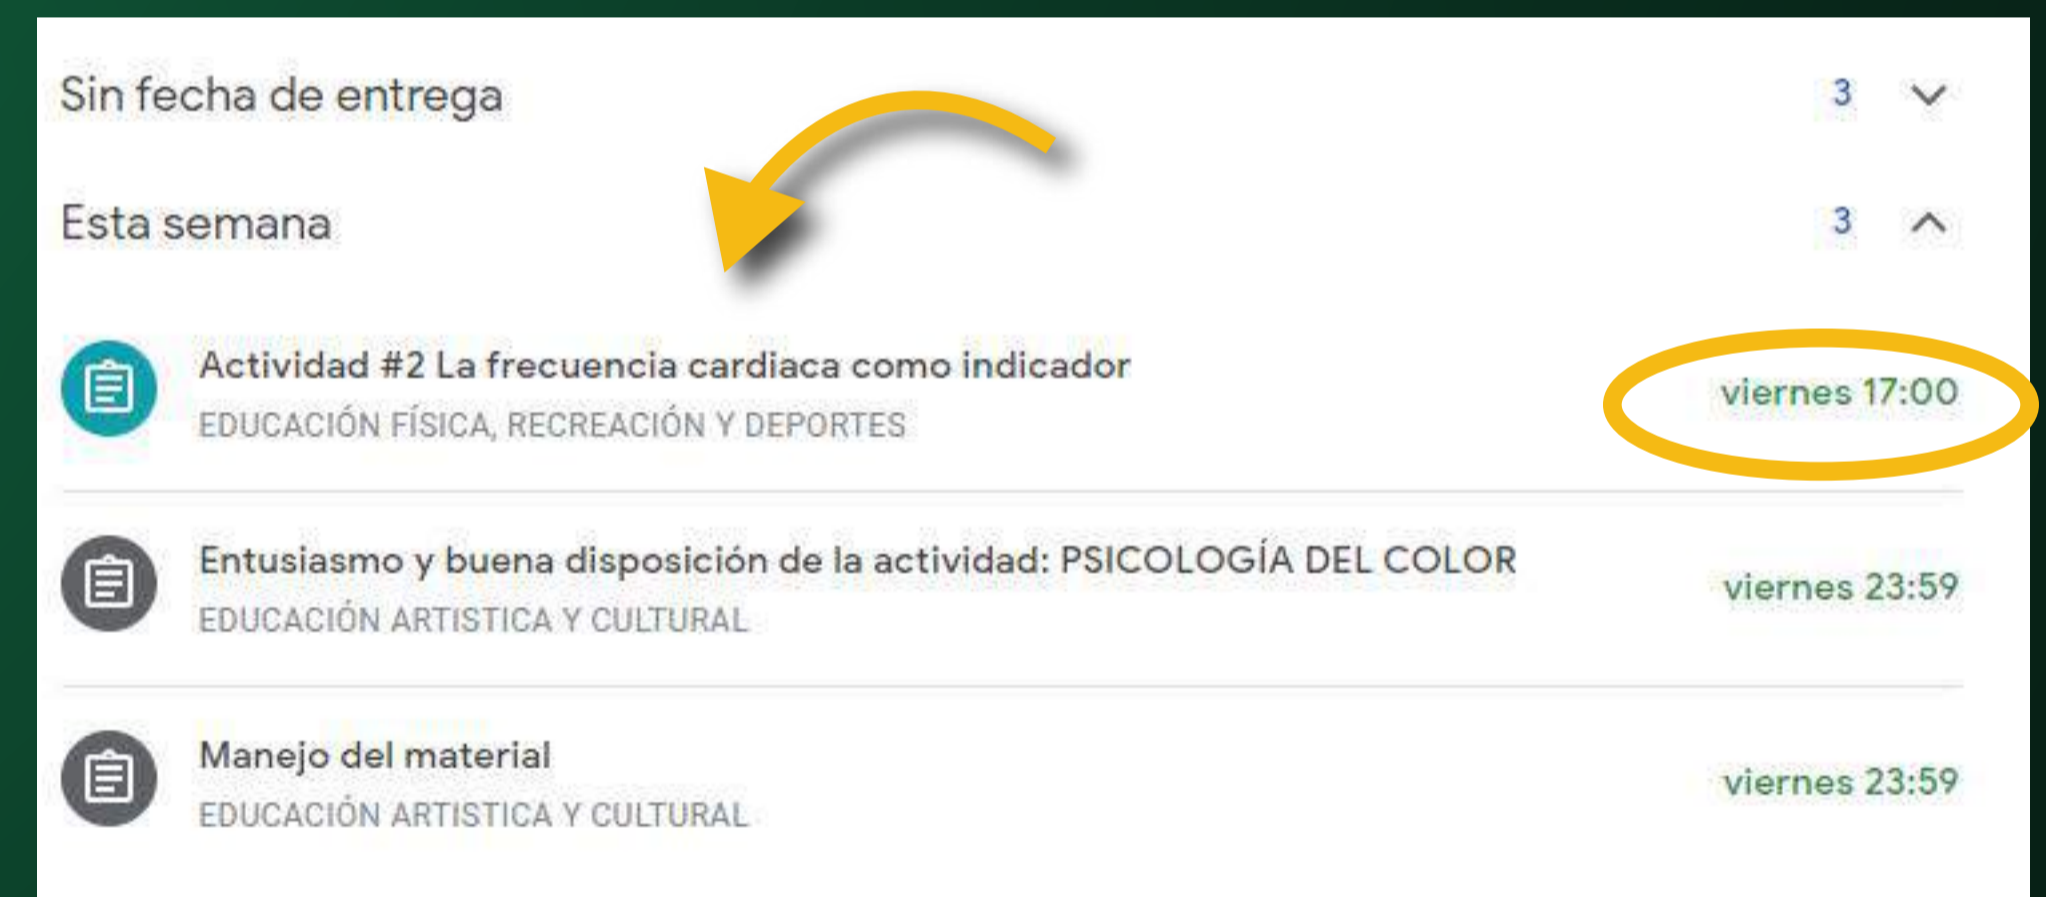 Sin fecha de entrega
3
Esta semana
3
Actividad #2 La frecuencia cardiaca como indicador
EDUCACIÓN FÍSICA, RECREACIÓN Y DEPORTES
viernes 17:00
Entusiasmo y buena disposición de la actividad: PSICOLOGÍA DEL COLOR
EDUCACIÓN ARTISTICA Y CULTURAL
viernes 23:59
Manejo del material
EDUCACIÓN ARTISTICA Y CULTURAL
viernes 23:59